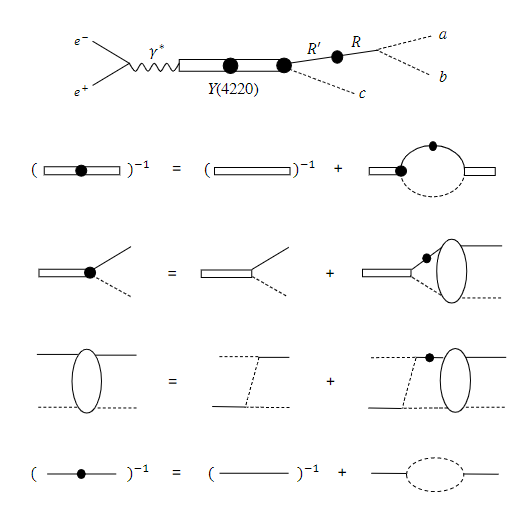 e⁻ γ* R′ R a
e⁺ Y(4220) c b
( )⁻¹ = ( )⁻¹ +
= +
= +
( )⁻¹ = ( )⁻¹ +